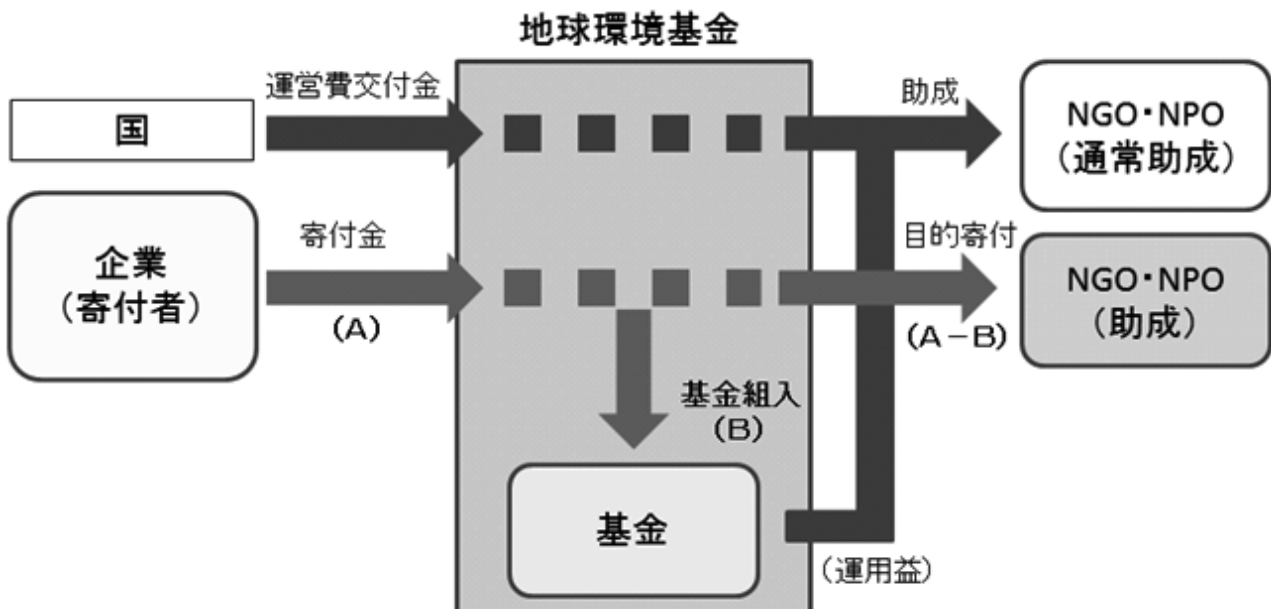 地球環境基金
運営費交付金
助成
国
NGO・NPO
（通常助成）
企業
（寄付者）
寄付金
（A）
目的寄付
（A－B）
NGO・NPO
（助成）
基金組入
（B）
基金
（運用益）